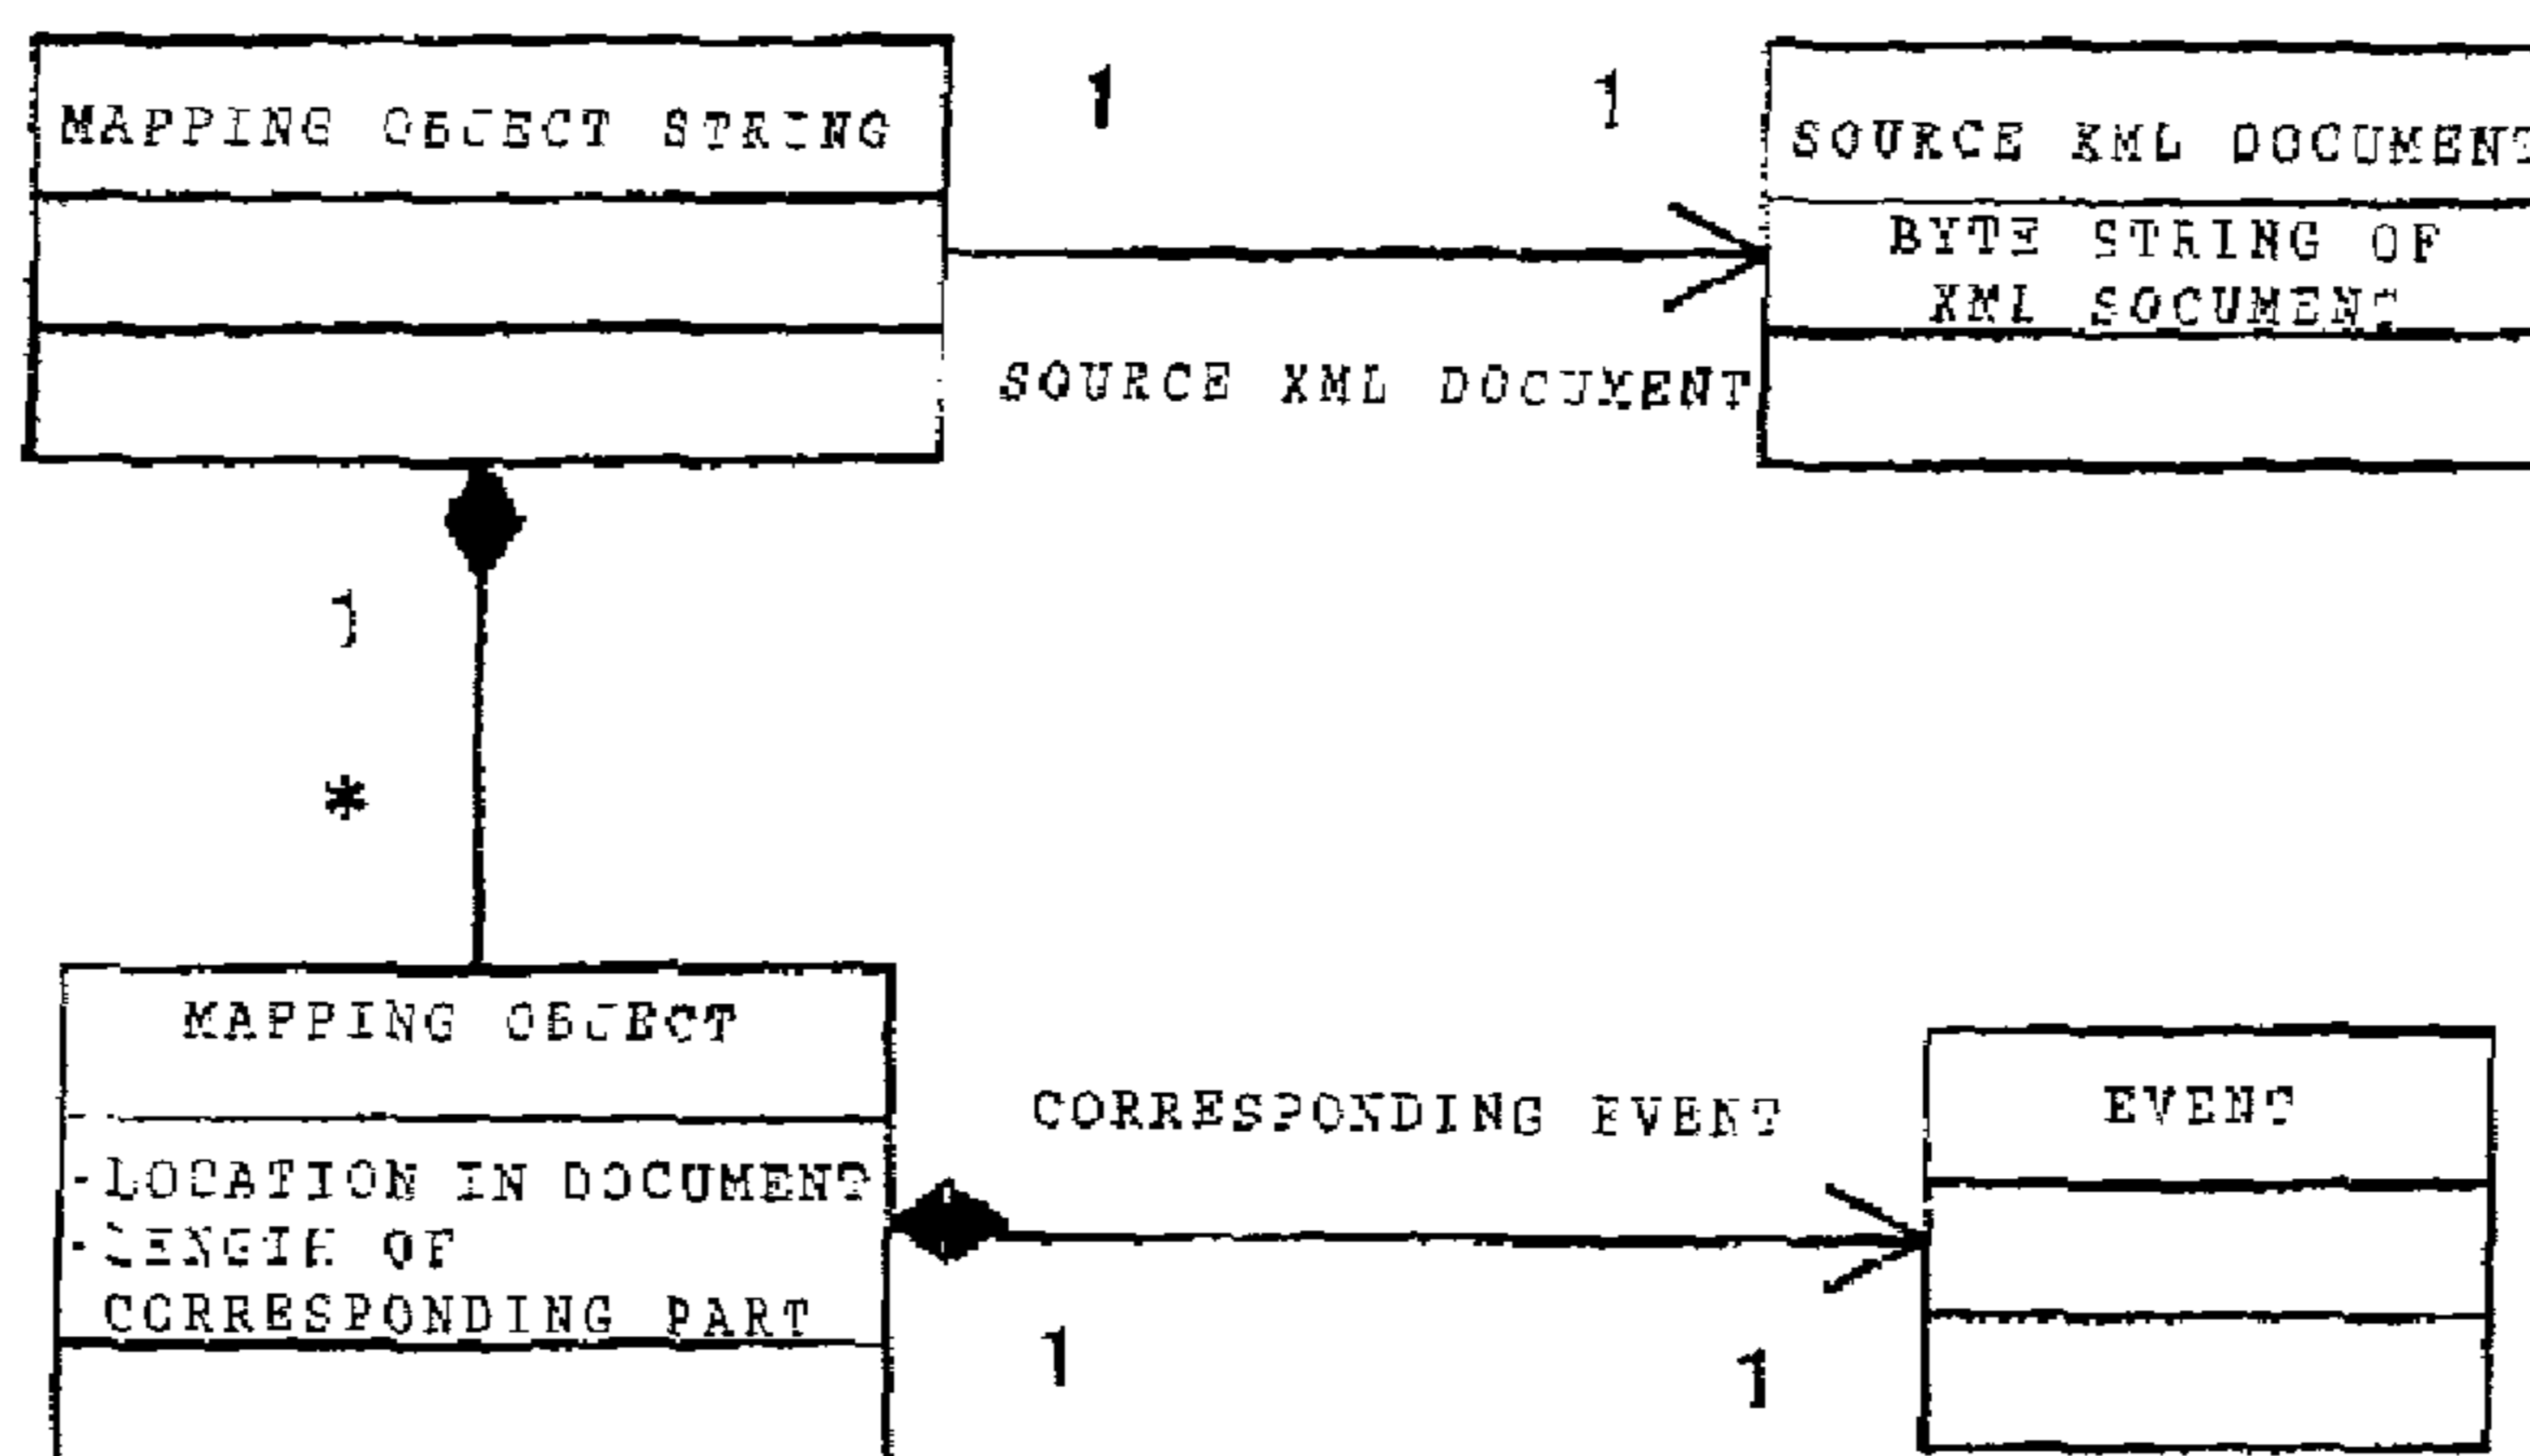 MAPPING OBJECT STRING
1
1
SOURCE XML DOCUMENT
BYTE STRING OF
XML SOCUMENT
SOURCE XML DOCUMENT
1
*
MAPPING OBJECT
-LOCATION IN DOCUMENT
-LENGTH OF
CORRESPONDING PART
CORRESPONDING EVENT
1
1
EVENT